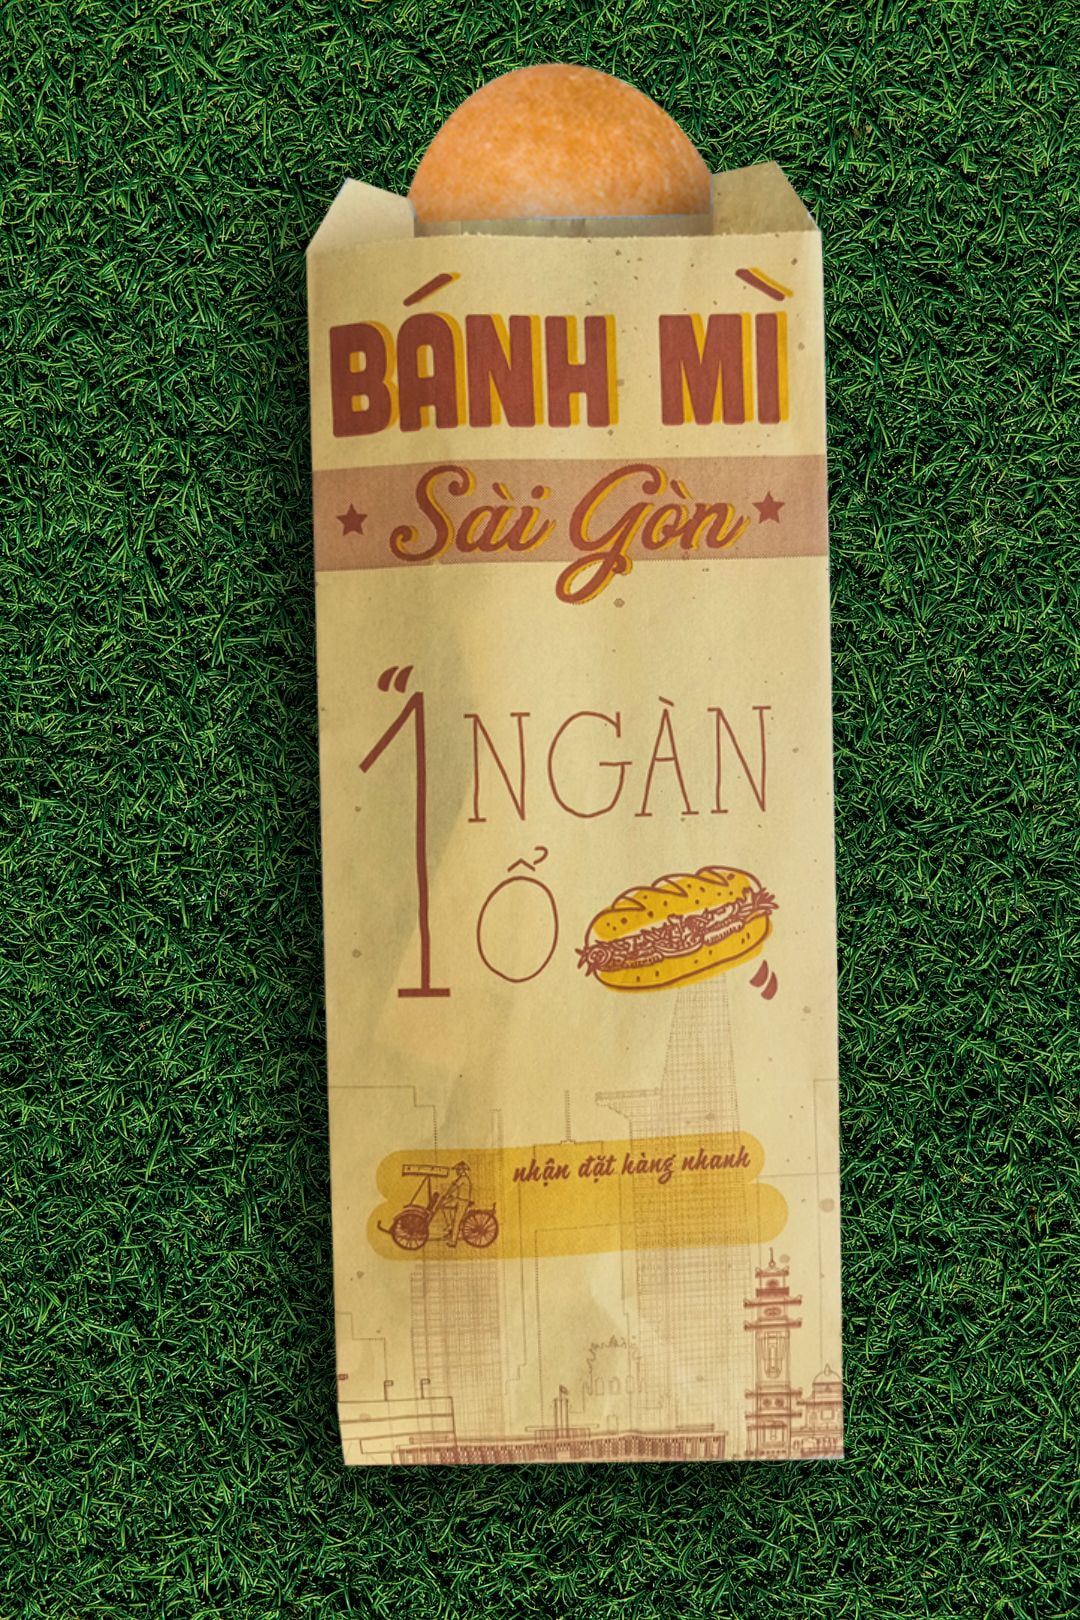 BÁNH MÌ
Sài Gòn
“1 NGÀN
Ổ”
nhận đặt hàng nhanh